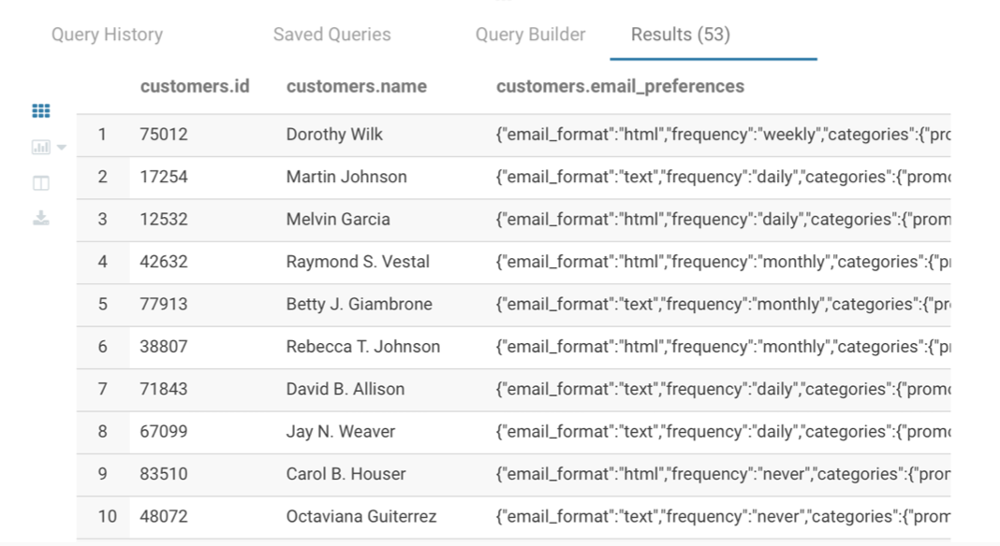 Query History Saved Queries Query Builder Results (53)
customers.id customers.name customers.email_preferences
1 75012 Dorothy Wilk {"email_format":"html","frequency":"weekly","categories":{"pro
2 17254 Martin Johnson {"email_format":"text","frequency":"daily","categories":{"promo
3 12532 Melvin Garcia {"email_format":"html","frequency":"daily","categories":{"prom
4 42632 Raymond S. Vestal {"email_format":"html","frequency":"monthly","categories":{"pr
5 77913 Betty J. Giambrone {"email_format":"text","frequency":"monthly","categories":{"pr
6 38807 Rebecca T. Johnson {"email_format":"html","frequency":"monthly","categories":{"pr
7 71843 David B. Allison {"email_format":"text","frequency":"daily","categories":{"promo
8 67099 Jay N. Weaver {"email_format":"text","frequency":"daily","categories":{"promo
9 83510 Carol B. Houser {"email_format":"html","frequency":"never","categories":{"pror
10 48072 Octaviana Guiterrez {"email_format":"text","frequency":"never","categories":{"prom